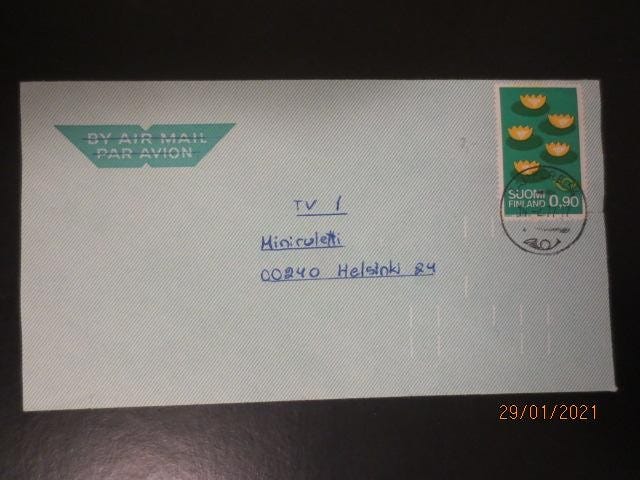 BY AIR MAIL
PAR AVION
SUOMI
FINLAND 0,90
TV 1
Miniruletti
00240 Helsinki 24
29/01/2021